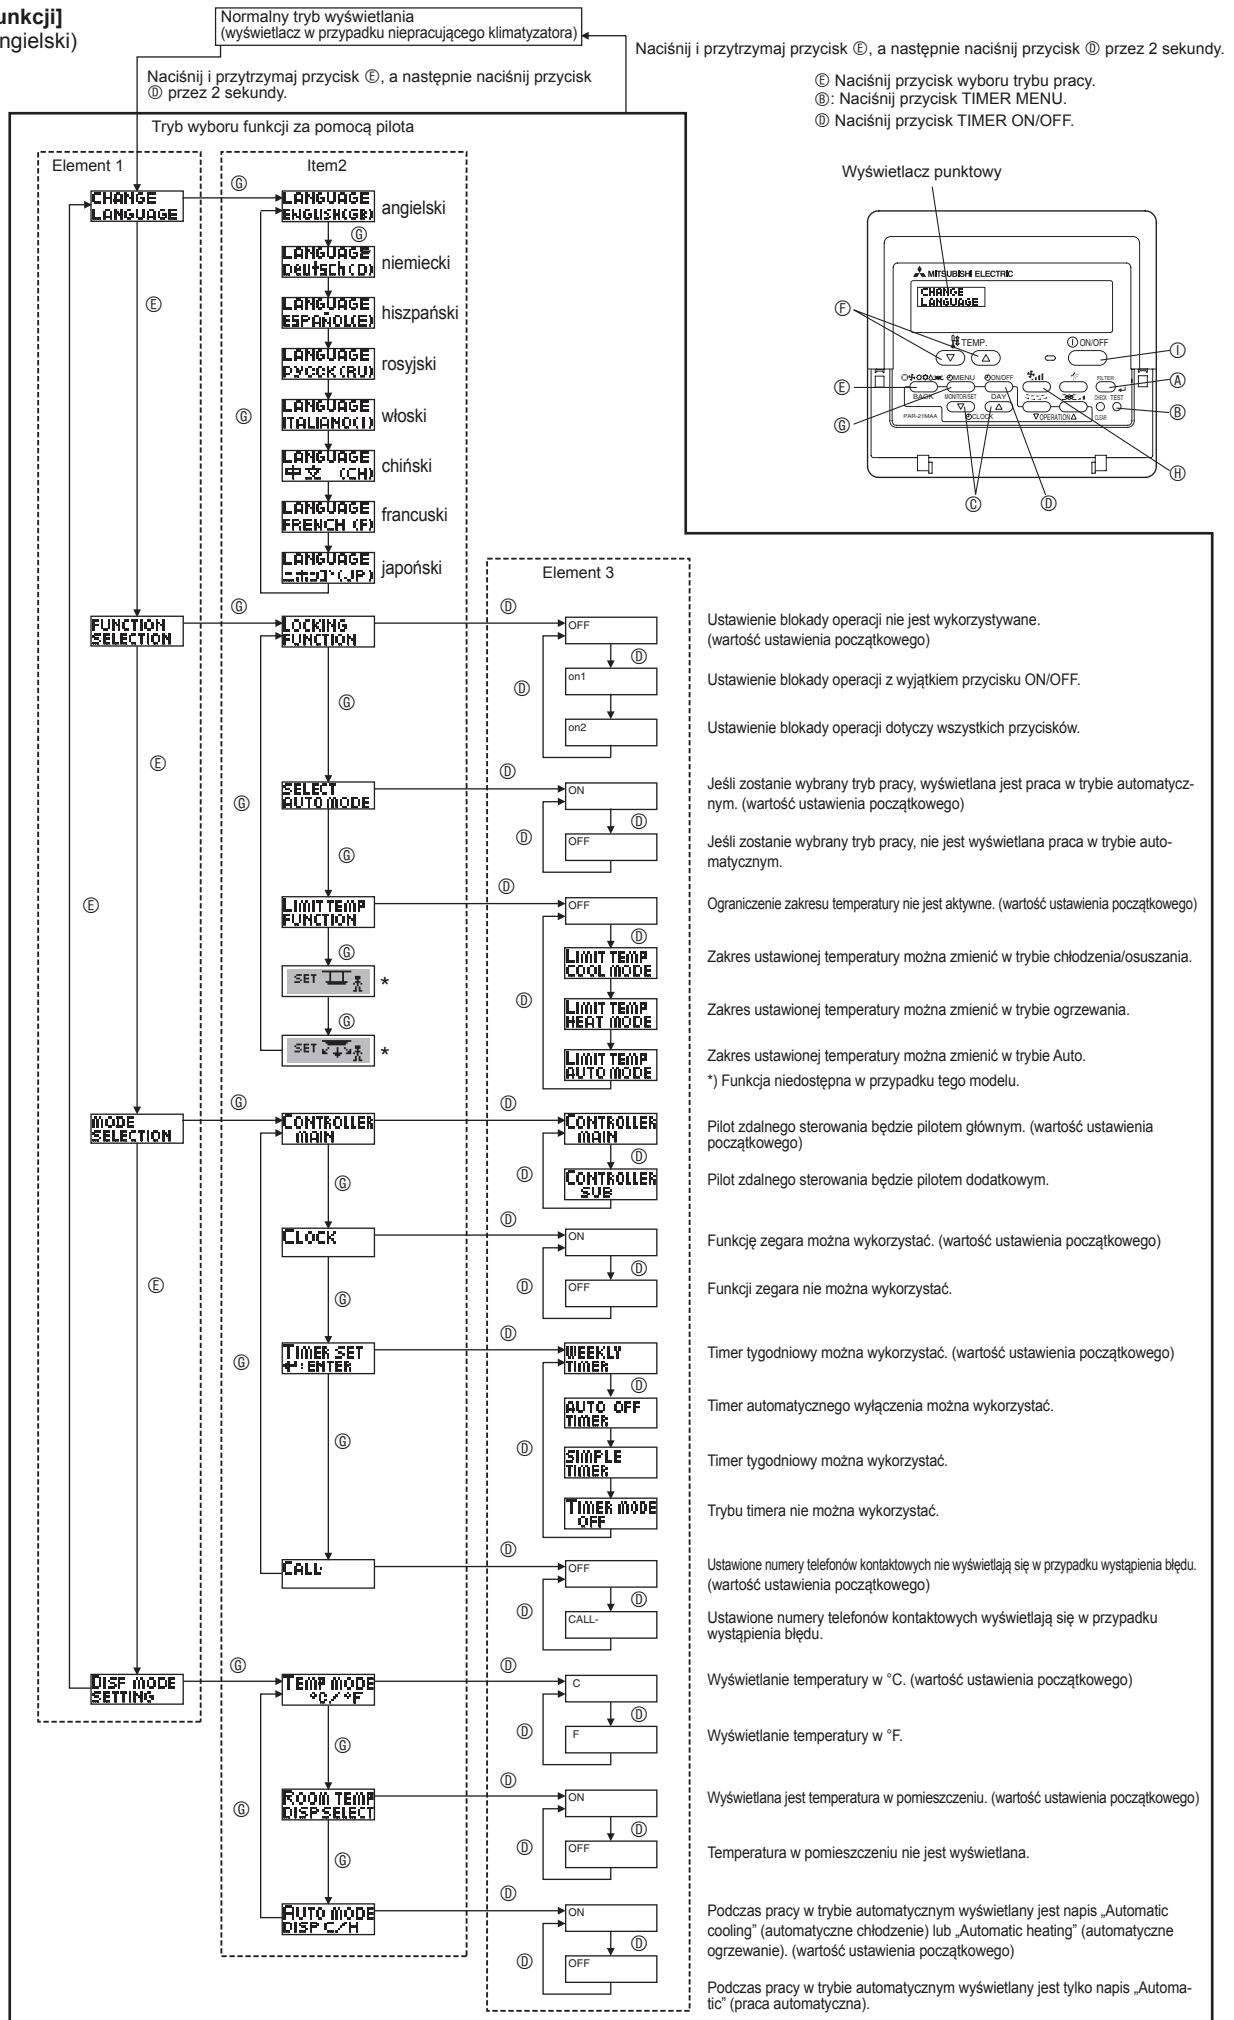 unkcji]
ngielski)
Normalny tryb wyświetlania
(wyświetlacz w przypadku niepracującego klimatyzatora)
Naciśnij i przytrzymaj przycisk Ⓔ, a następnie naciśnij przycisk Ⓓ przez 2 sekundy.
Naciśnij i przytrzymaj przycisk Ⓔ, a następnie naciśnij przycisk
Ⓓ przez 2 sekundy.
Ⓔ Naciśnij przycisk wyboru trybu pracy.
Ⓑ: Naciśnij przycisk TIMER MENU.
Ⓓ Naciśnij przycisk TIMER ON/OFF.
Tryb wyboru funkcji za pomocą pilota
Wyświetlacz punktowy
MITSUBISHI ELECTRIC
CHANGE
LANGUAGE
TEMP.
ON/OFF
MENU
ON/OFF
FILTER
BACK
MONITOR/SET
DAY
CHECK TEST
PAR-21MAA
CLOCK
OPERATION
CLEAR
Ⓕ
Ⓔ
Ⓖ
Ⓒ
Ⓓ
Ⓘ
Ⓐ
Ⓑ
Ⓗ
Element 1
Item2
CHANGE
LANGUAGE
Ⓖ
LANGUAGE
ENGLISH(GB)
angielski
Ⓖ
LANGUAGE
Deutsch(D)
niemiecki
Ⓔ
LANGUAGE
ESPAÑOL(E)
hiszpański
LANGUAGE
РУССК(RU)
rosyjski
Ⓖ
LANGUAGE
ITALIANO(I)
włoski
LANGUAGE
中文 (CH)
chiński
LANGUAGE
FRENCH (F)
francuski
LANGUAGE
ニホンゴ(JP)
japoński
Element 3
FUNCTION
SELECTION
Ⓖ
LOCKING
FUNCTION
Ⓓ
OFF
Ustawienie blokady operacji nie jest wykorzystywane.
(wartość ustawienia początkowego)
Ⓓ
on1
Ustawienie blokady operacji z wyjątkiem przycisku ON/OFF.
Ⓓ
Ⓖ
on2
Ustawienie blokady operacji dotyczy wszystkich przycisków.
Ⓔ
Ⓖ
SELECT
AUTO MODE
Ⓓ
ON
Jeśli zostanie wybrany tryb pracy, wyświetlana jest praca w trybie automatycz-
nym. (wartość ustawienia początkowego)
Ⓓ
Ⓓ
OFF
Jeśli zostanie wybrany tryb pracy, nie jest wyświetlana praca w trybie auto-
matycznym.
Ⓖ
Ⓔ
LIMIT TEMP
FUNCTION
Ⓓ
OFF
Ograniczenie zakresu temperatury nie jest aktywne. (wartość ustawienia początkowego)
Ⓖ
Ⓓ
LIMIT TEMP
COOL MODE
Zakres ustawionej temperatury można zmienić w trybie chłodzenia/osuszania.
SET
*
Ⓓ
Ⓖ
LIMIT TEMP
HEAT MODE
Zakres ustawionej temperatury można zmienić w trybie ogrzewania.
SET
*
LIMIT TEMP
AUTO MODE
Zakres ustawionej temperatury można zmienić w trybie Auto.
*) Funkcja niedostępna w przypadku tego modelu.
MODE
SELECTION
Ⓖ
CONTROLLER
MAIN
Ⓓ
CONTROLLER
MAIN
Pilot zdalnego sterowania będzie pilotem głównym. (wartość ustawienia
początkowego)
Ⓓ
Ⓓ
Ⓖ
CONTROLLER
SUB
Pilot zdalnego sterowania będzie pilotem dodatkowym.
CLOCK
Ⓓ
ON
Funkcję zegara można wykorzystać. (wartość ustawienia początkowego)
Ⓓ
Ⓓ
OFF
Funkcji zegara nie można wykorzystać.
Ⓔ
Ⓖ
Ⓖ
TIMER SET
↵: ENTER
Ⓓ
WEEKLY
TIMER
Timer tygodniowy można wykorzystać. (wartość ustawienia początkowego)
Ⓓ
AUTO OFF
TIMER
Timer automatycznego wyłączenia można wykorzystać.
Ⓖ
Ⓓ
SIMPLE
TIMER
Timer tygodniowy można wykorzystać.
TIMER MODE
OFF
Trybu timera nie można wykorzystać.
CALL-
Ⓓ
OFF
Ustawione numery telefonów kontaktowych nie wyświetlają się w przypadku wystąpienia błędu.
(wartość ustawienia początkowego)
Ⓓ
Ⓓ
CALL-
Ustawione numery telefonów kontaktowych wyświetlają się w przypadku
wystąpienia błędu.
DISP MODE
SETTING
Ⓖ
TEMP MODE
°C/°F
Ⓓ
C
Wyświetlanie temperatury w °C. (wartość ustawienia początkowego)
Ⓓ
Ⓓ
F
Wyświetlanie temperatury w °F.
Ⓖ
Ⓖ
ROOM TEMP
DISP SELECT
Ⓓ
ON
Wyświetlana jest temperatura w pomieszczeniu. (wartość ustawienia początkowego)
Ⓓ
Ⓓ
OFF
Temperatura w pomieszczeniu nie jest wyświetlana.
Ⓖ
AUTO MODE
DISP C/H
Ⓓ
ON
Podczas pracy w trybie automatycznym wyświetlany jest napis „Automatic
cooling” (automatyczne chłodzenie) lub „Automatic heating” (automatyczne
ogrzewanie). (wartość ustawienia początkowego)
Ⓓ
Ⓓ
OFF
Podczas pracy w trybie automatycznym wyświetlany jest tylko napis „Automa-
tic” (praca automatyczna).